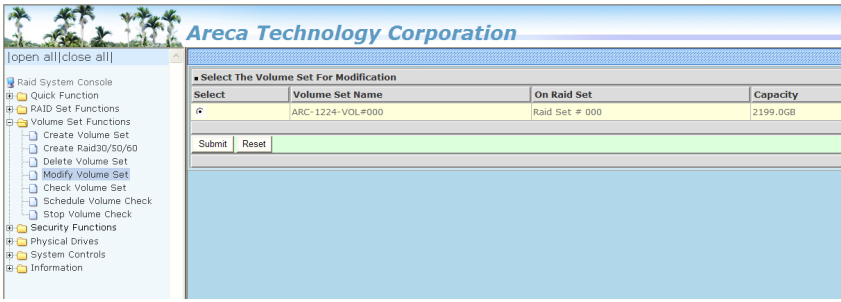 Areca Technology Corporation
|open all|close all|
Raid System Console
Quick Function
RAID Set Functions
Volume Set Functions
Create Volume Set
Create Raid30/50/60
Delete Volume Set
Modify Volume Set
Check Volume Set
Schedule Volume Check
Stop Volume Check
Security Functions
Physical Drives
System Controls
Information
Select The Volume Set For Modification
Select Volume Set Name On Raid Set Capacity
ARC-1224-VOL#000 Raid Set # 000 2199.0GB
Submit Reset